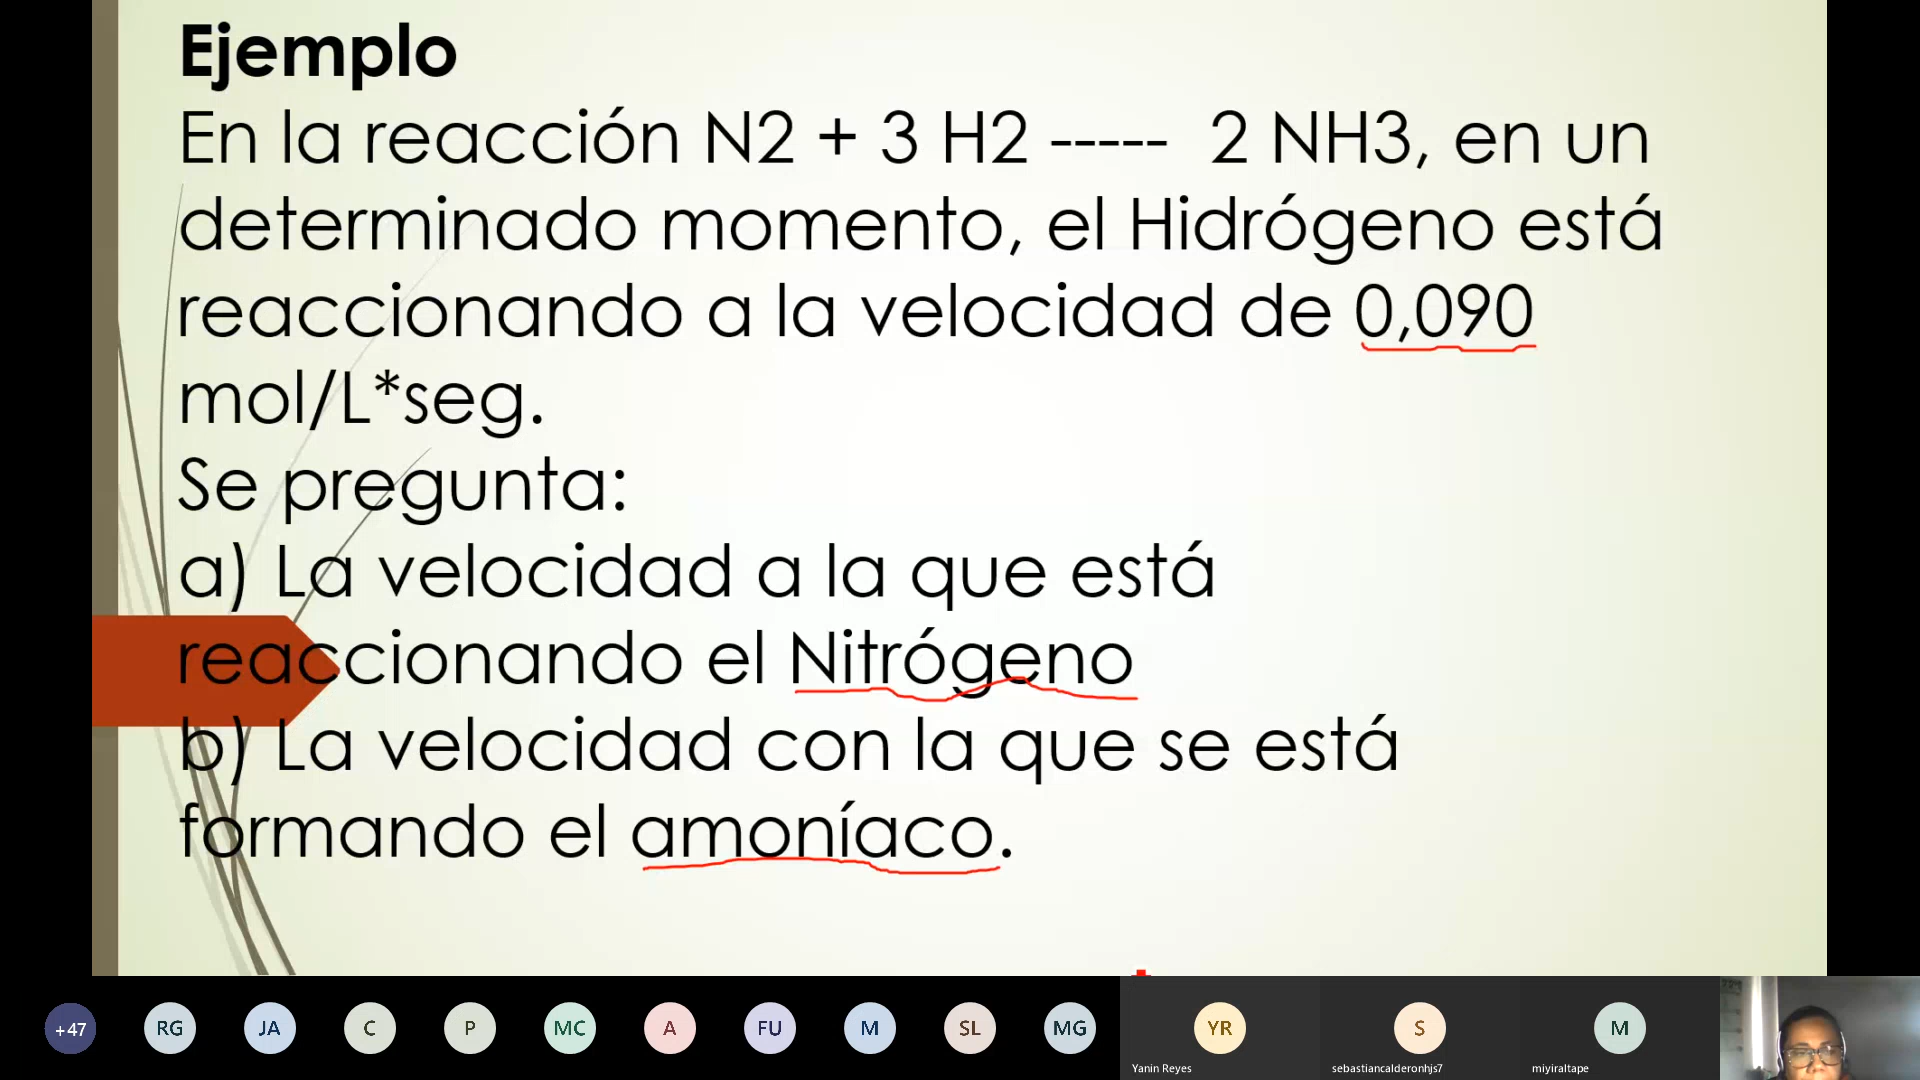 Ejemplo
En la reacción N2 + 3 H2 ----- 2 NH3, en un
determinado momento, el Hidrógeno está
reaccionando a la velocidad de 0,090
mol/L*seg.
Se pregunta:
a) La velocidad a la que está
reaccionando el Nitrógeno
b) La velocidad con la que se está
formando el amoníaco.
+47 RG JA C P MC A FU M SL MG YR S M
Yanin Reyes sebastiancalderonhjs7 miyiraltape